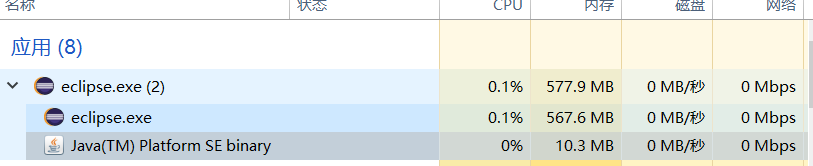 名称 状态 CPU 内存 磁盘 网络
应用 (8)
eclipse.exe (2) 0.1% 577.9 MB 0 MB/秒 0 Mbps
eclipse.exe 0.1% 567.6 MB 0 MB/秒 0 Mbps
Java(TM) Platform SE binary 0% 10.3 MB 0 MB/秒 0 Mbps